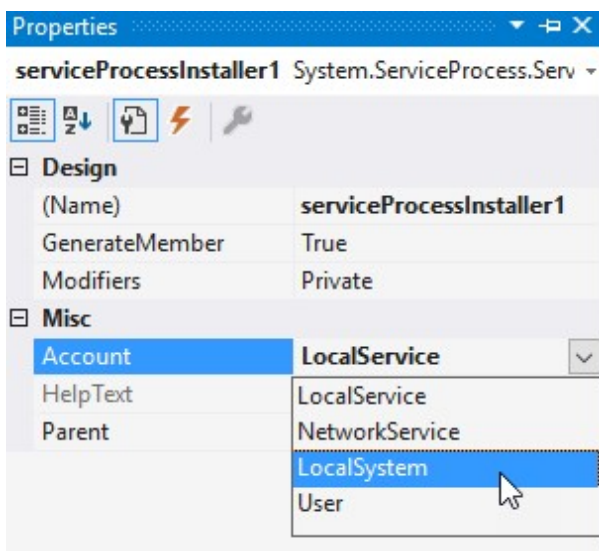 Properties
serviceProcessInstaller1 System.ServiceProcess.Serv
A Z
Design
(Name) serviceProcessInstaller1
GenerateMember True
Modifiers Private
Misc
Account LocalService
HelpText LocalService
Parent NetworkService
LocalSystem
User